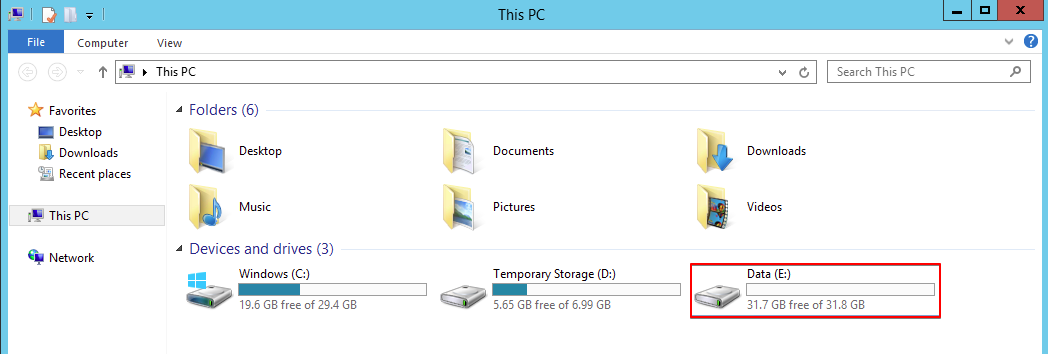 This PC
File Computer View
This PC
Search This PC
Favorites
Desktop
Downloads
Recent places
This PC
Network
Folders (6)
Desktop Documents Downloads
Music Pictures Videos
Devices and drives (3)
Windows (C:)
19.6 GB free of 29.4 GB
Temporary Storage (D:)
5.65 GB free of 6.99 GB
Data (E:)
31.7 GB free of 31.8 GB